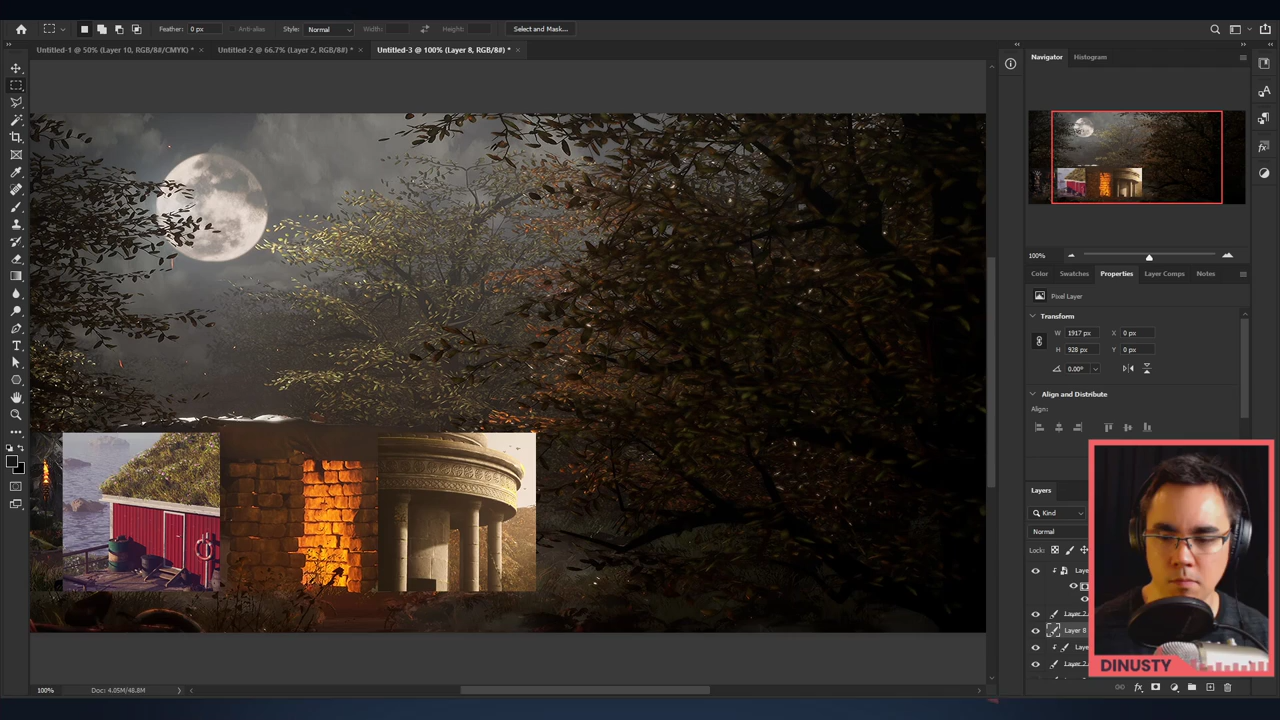 Feather: 0 px Anti-alias Style: Normal Width: Height: Select and Mask...
Untitled-1 @ 50% (Layer 10, RGB/8#/CMYK) * × Untitled-2 @ 66.7% (Layer 2, RGB/8#) * × Untitled-3 @ 100% (Layer 8, RGB/8#) * ×
Navigator Histogram
100%
Color Swatches Properties Layer Comps Notes
Pixel Layer
Transform
W 1917 px X 0 px
H 928 px Y 0 px
0.00°
Align and Distribute
Align:
Layers
Kind
Normal
Lock:
Laye
Layer 2
Layer 8
Laye
Layer 2
DINUSTY
100% Doc: 4.05M/48.8M
fx